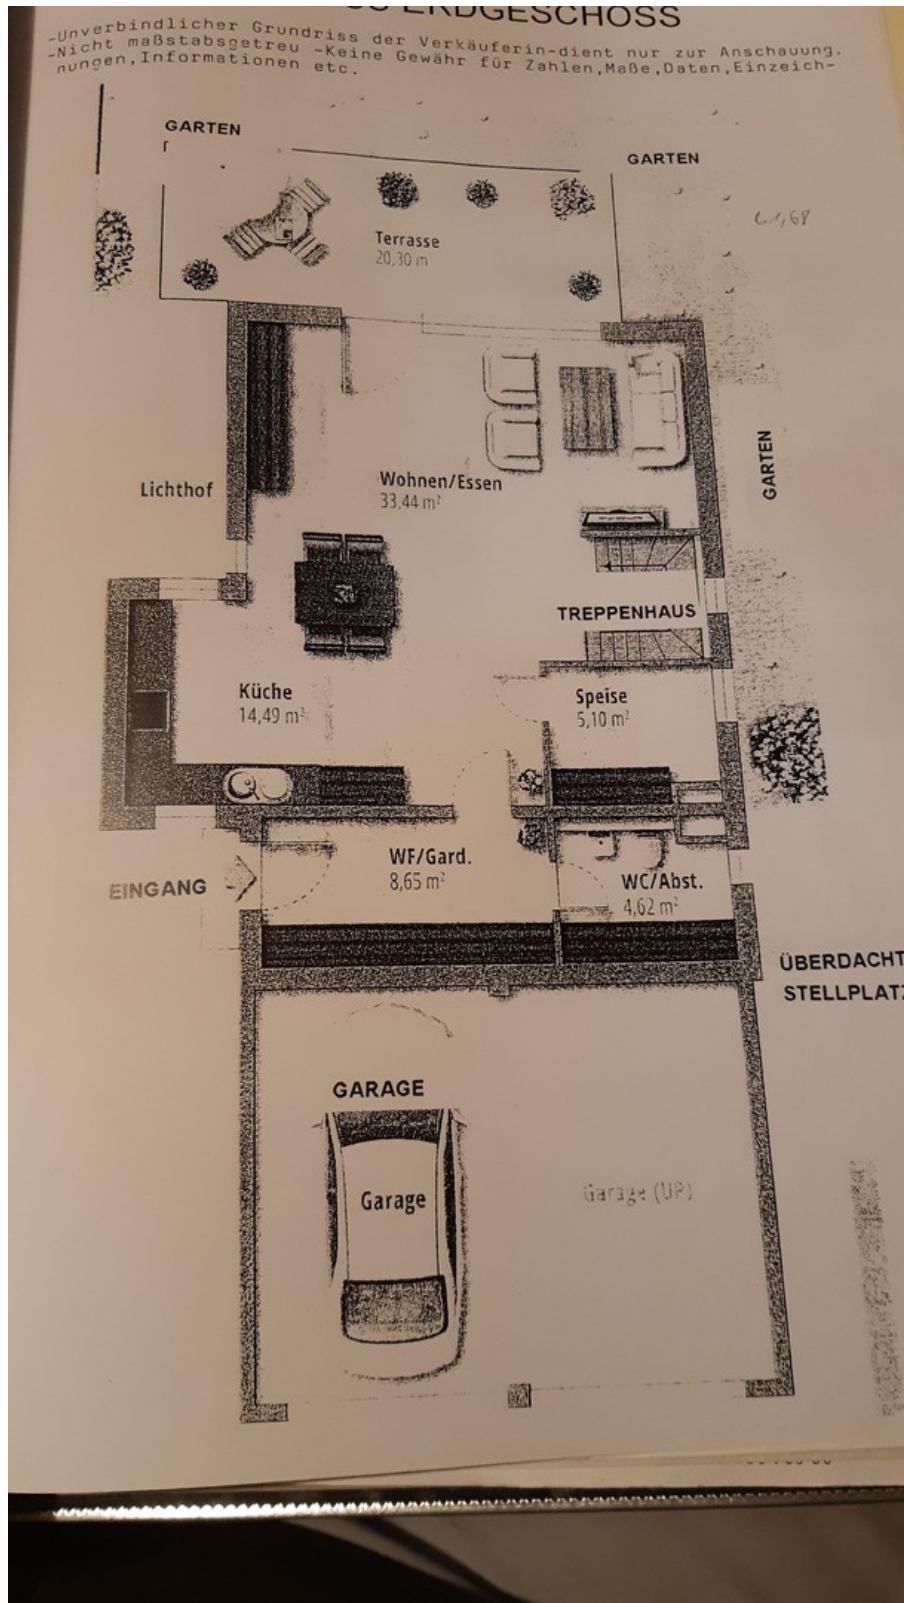 ERDGESCHOSS
-Unverbindlicher Grundriss der Verkäuferin-dient nur zur Anschauung.
-Nicht maßstabsgetreu -Keine Gewähr für Zahlen,Maße,Daten,Einzeich-
nungen,Informationen etc.
GARTEN
GARTEN
Terrasse
20,30 m
Lichthof
Wohnen/Essen
33,44 m²
GARTEN
TREPPENHAUS
Küche
14,49 m²
Speise
5,10 m²
WF/Gard.
8,65 m²
EINGANG
WC/Abst.
4,62 m²
ÜBERDACHT
STELLPLATZ
GARAGE
Garage
Garage (UP)